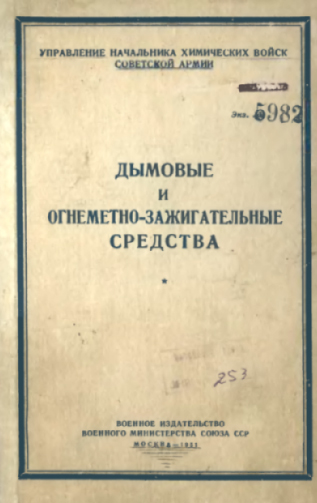 УПРАВЛЕНИЕ НАЧАЛЬНИКА ХИМИЧЕСКИХ ВОЙСК
СОВЕТСКОЙ АРМИИ
Экз. 5982
ДЫМОВЫЕ
И
ОГНЕМЕТНО-ЗАЖИГАТЕЛЬНЫЕ
СРЕДСТВА
*
253
ВОЕННОЕ ИЗДАТЕЛЬСТВО
ВОЕННОГО МИНИСТЕРСТВА СОЮЗА ССР
МОСКВА —